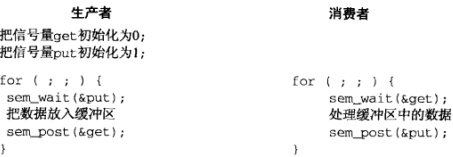 生产者
把信号量get初始化为0;
把信号量put初始化为1;
for ( ; ; ) {
sem_wait(&put);
把数据放入缓冲区
sem_post(&get);
}
消费者
for ( ; ; ) {
sem_wait(&get);
处理缓冲区中的数据
sem_post(&put);
}